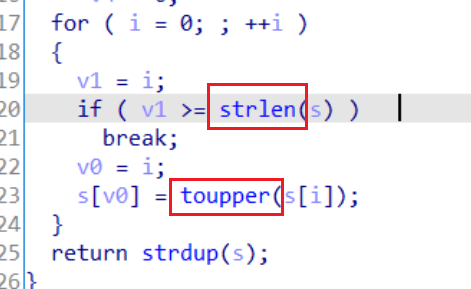 17 for ( i = 0; ; ++i )
18 {
19 v1 = i;
20 if ( v1 >= strlen(s) )
21 break;
22 v0 = i;
23 s[v0] = toupper(s[i]);
24 }
25 return strdup(s);
26 }